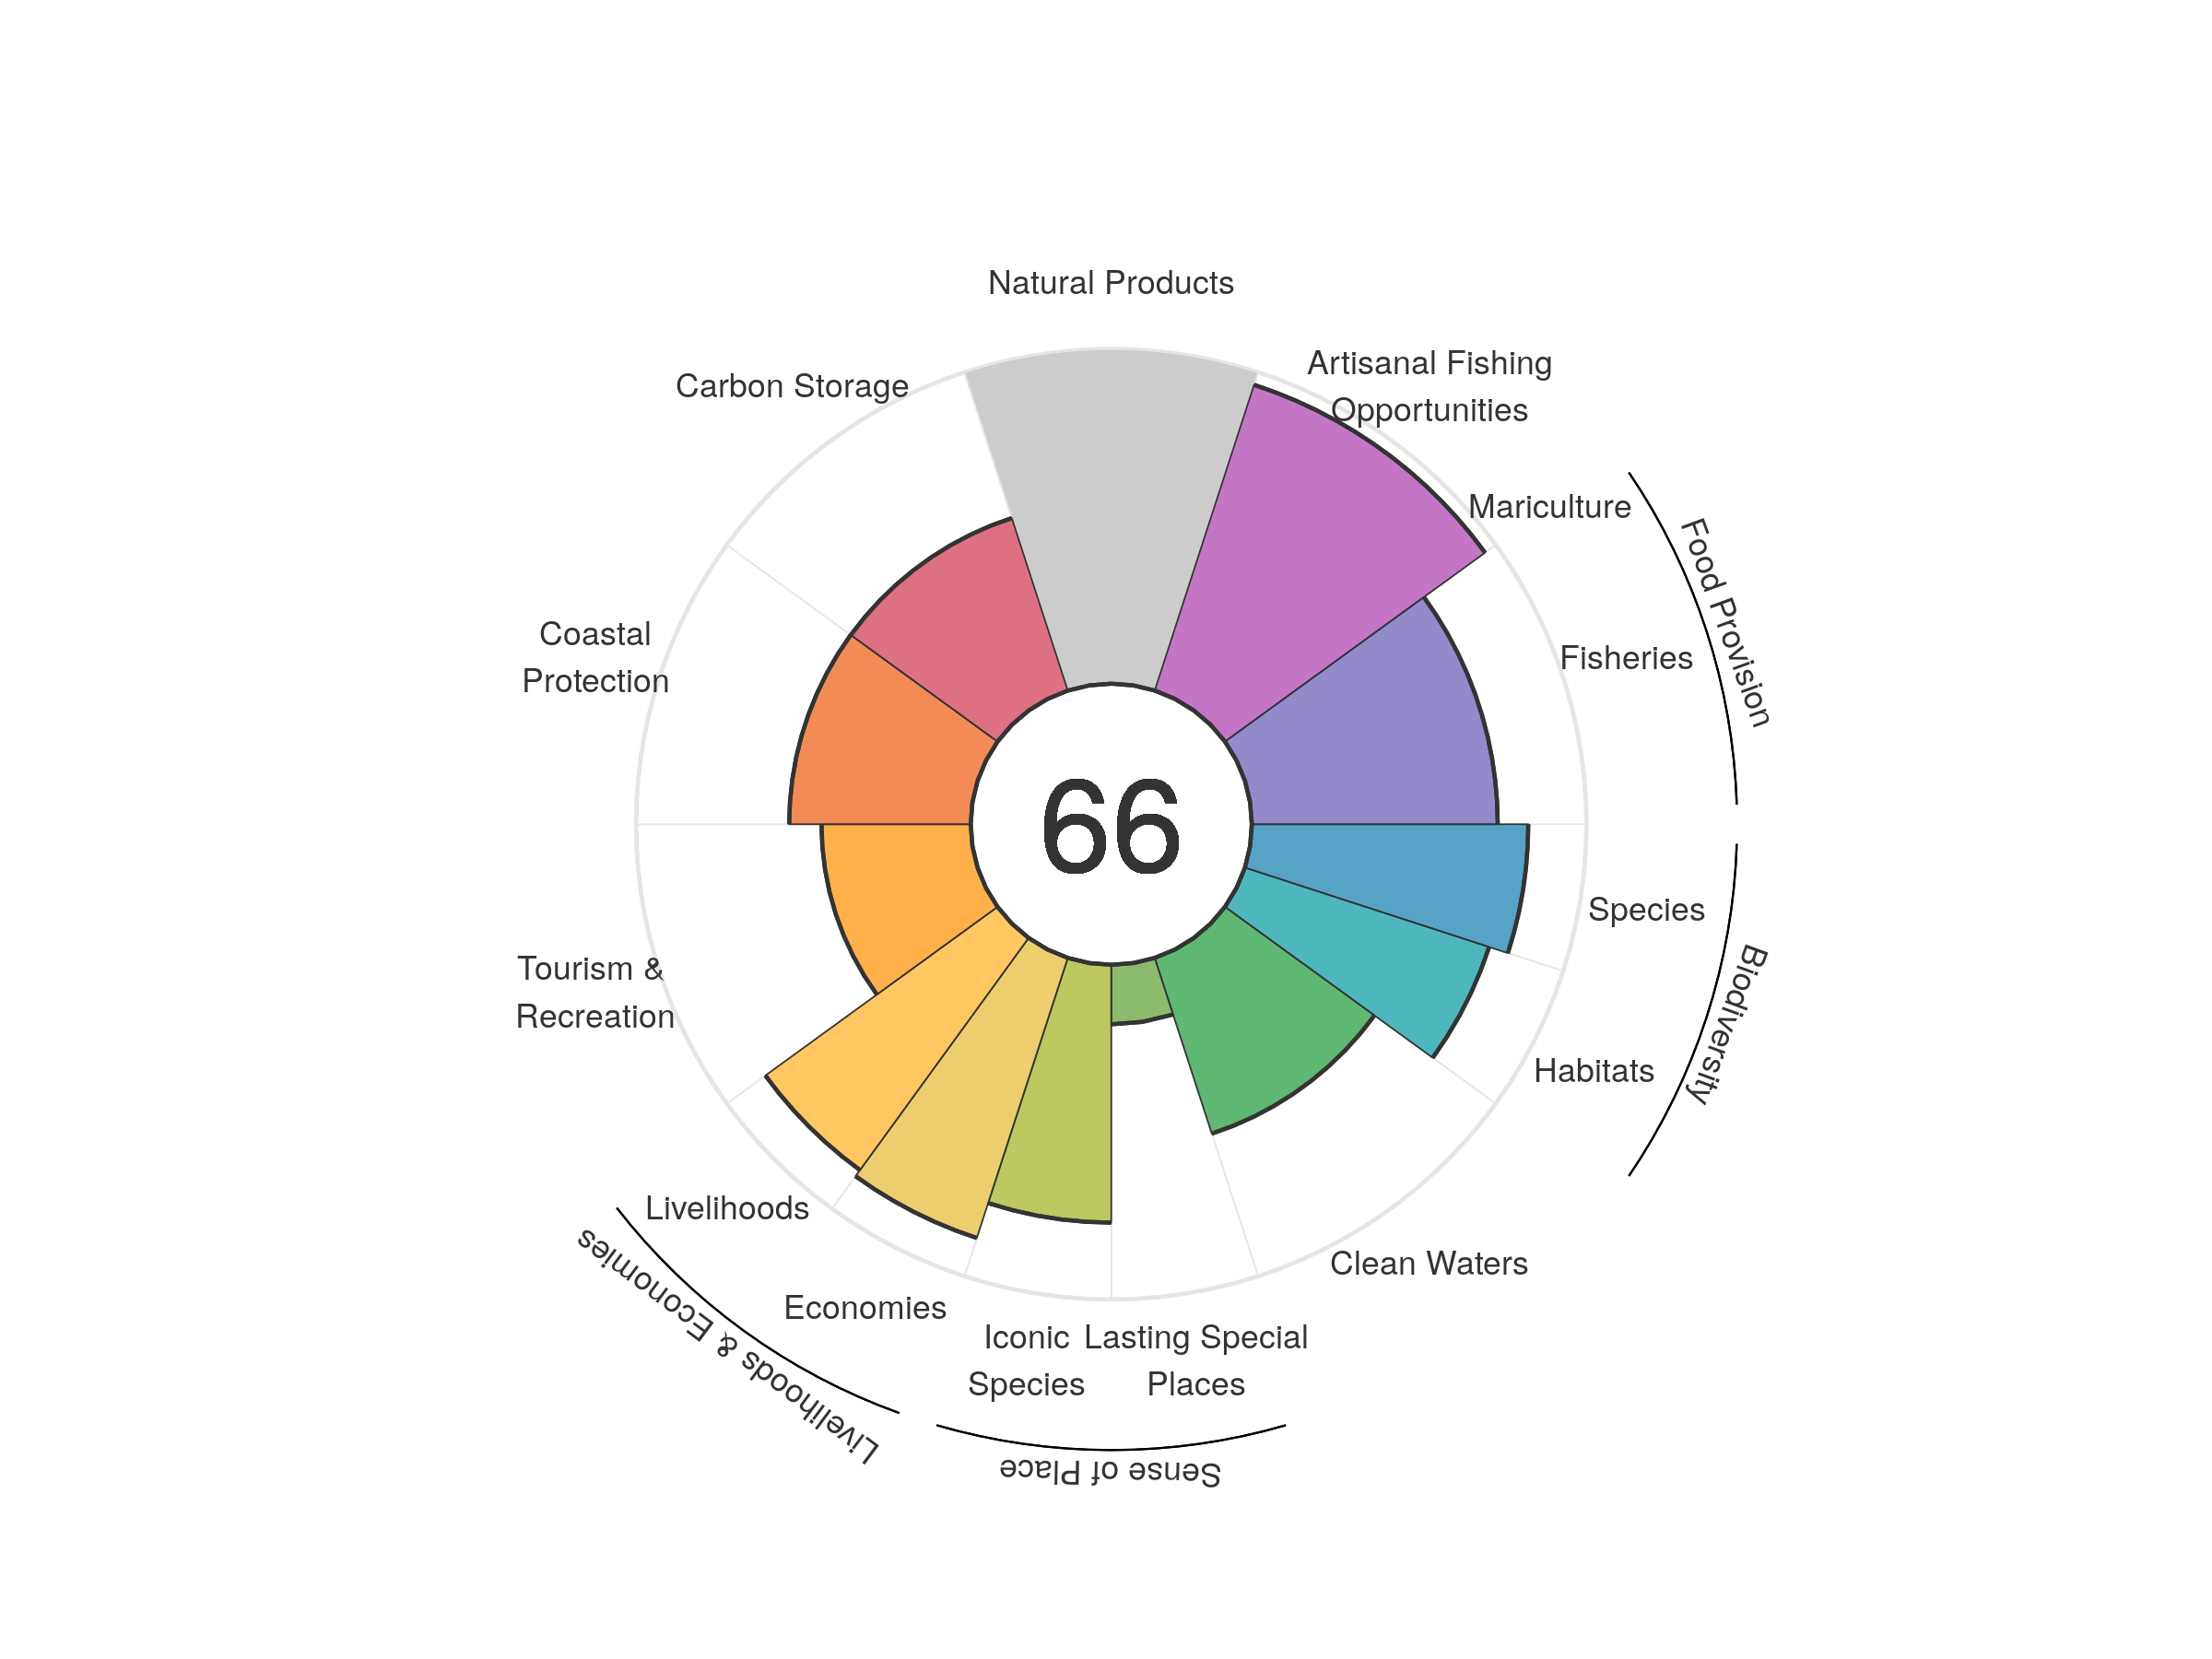 Natural Products
Artisanal Fishing
Opportunities
Carbon Storage
Mariculture
Food Provision
Fisheries
Coastal
Protection
66
Species
Biodiversity
Habitats
Tourism &
Recreation
Livelihoods
Livelihoods & Economies
Clean Waters
Economies
Iconic
Species
Lasting Special
Places
Sense of Place